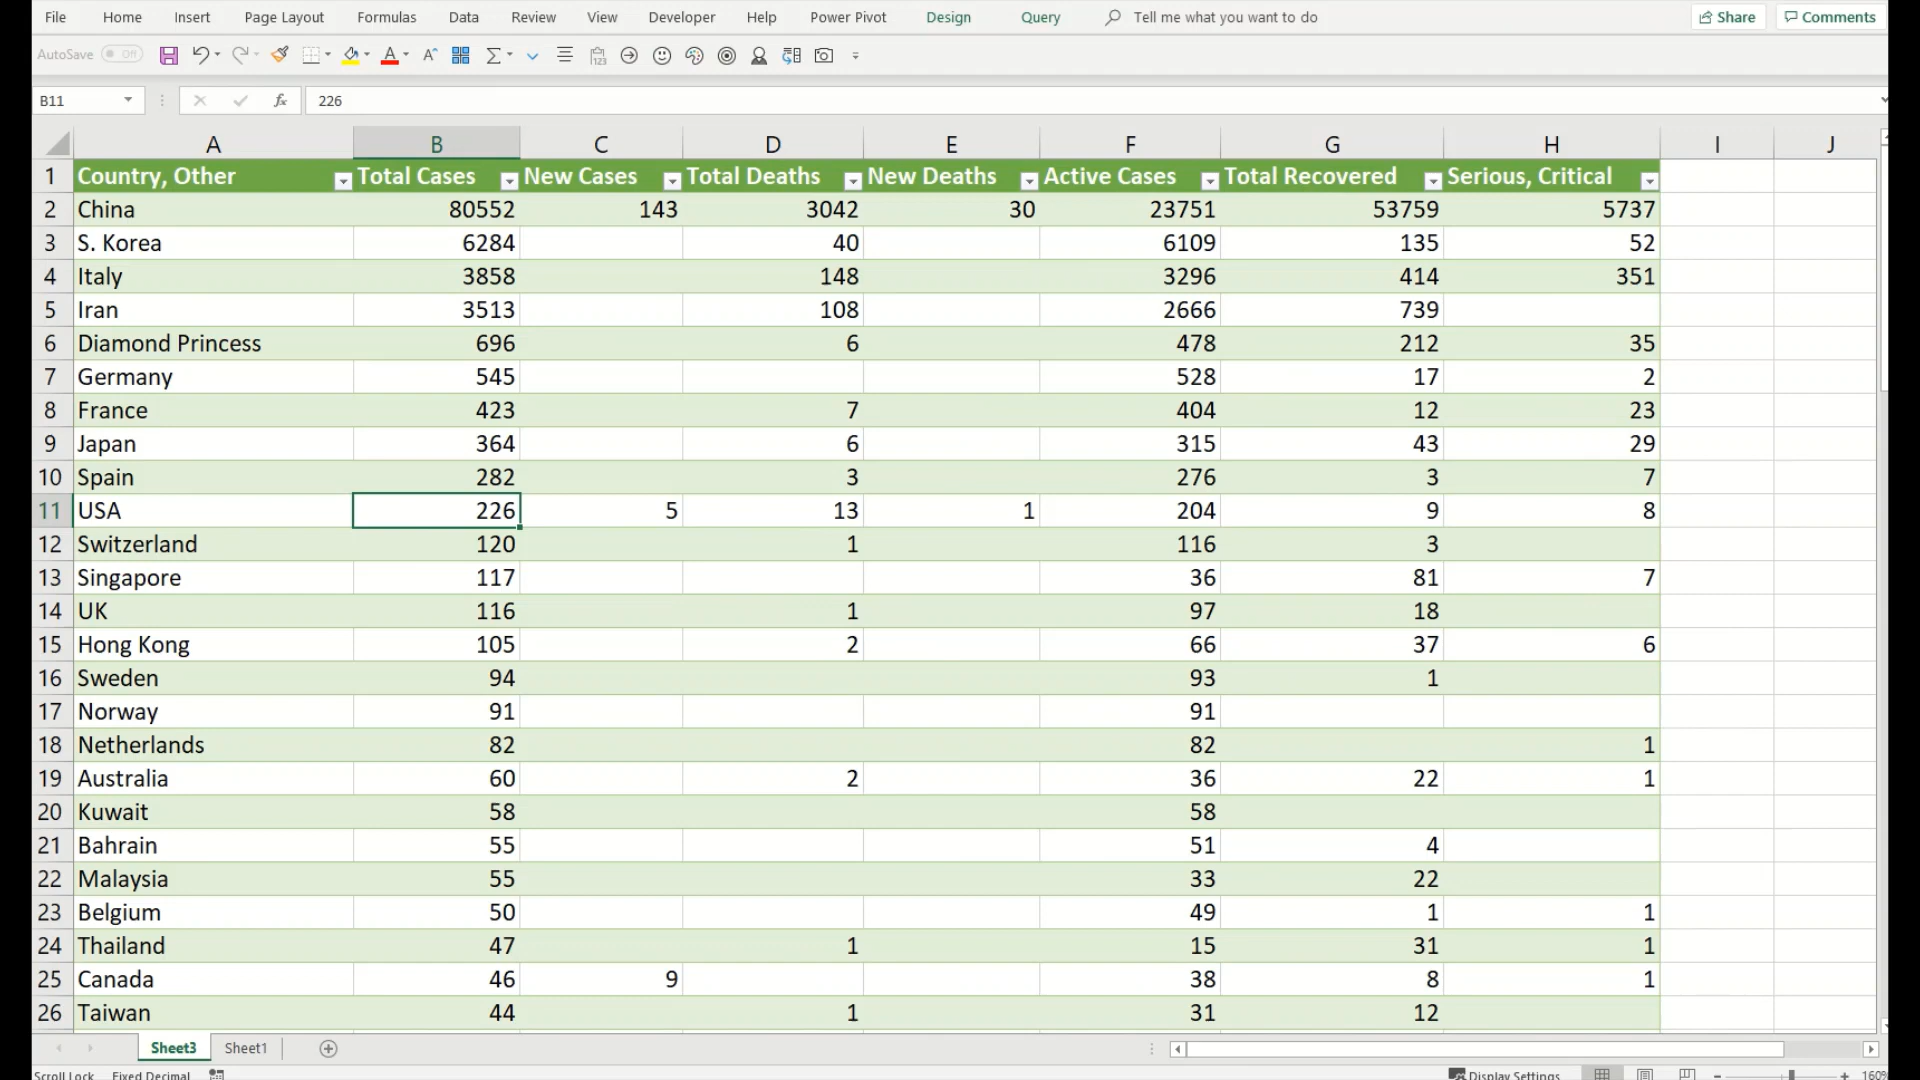 File Home Insert Page Layout Formulas Data Review View Developer Help Power Pivot Design Query Tell me what you want to do Share Comments
AutoSave Off
B11 fx 226
A B C D E F G H I J
1 Country, Other Total Cases New Cases Total Deaths New Deaths Active Cases Total Recovered Serious, Critical
2 China 80552 143 3042 30 23751 53759 5737
3 S. Korea 6284 40 6109 135 52
4 Italy 3858 148 3296 414 351
5 Iran 3513 108 2666 739
6 Diamond Princess 696 6 478 212 35
7 Germany 545 528 17 2
8 France 423 7 404 12 23
9 Japan 364 6 315 43 29
10 Spain 282 3 276 3 7
11 USA 226 5 13 1 204 9 8
12 Switzerland 120 1 116 3
13 Singapore 117 36 81 7
14 UK 116 1 97 18
15 Hong Kong 105 2 66 37 6
16 Sweden 94 93 1
17 Norway 91 91
18 Netherlands 82 82 1
19 Australia 60 2 36 22 1
20 Kuwait 58 58
21 Bahrain 55 51 4
22 Malaysia 55 33 22
23 Belgium 50 49 1 1
24 Thailand 47 1 15 31 1
25 Canada 46 9 38 8 1
26 Taiwan 44 1 31 12
Sheet3 Sheet1
Scroll Lock Fixed Decimal Display Settings 160%